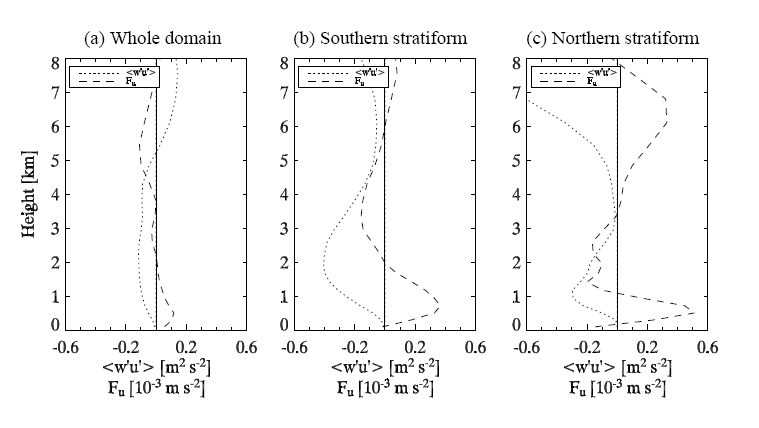 (a) Whole domain
(b) Southern stratiform
(c) Northern stratiform
Height [km]
8
7
6
5
4
3
2
1
0
<w'u'>
Fu
-0.6
-0.2
0.2
0.6
<w'u'> [m2 s-2]
Fu [10-3 m s-2]
8
7
6
5
4
3
2
1
0
<w'u'>
Fu
-0.6
-0.2
0.2
0.6
<w'u'> [m2 s-2]
Fu [10-3 m s-2]
8
7
6
5
4
3
2
1
0
<w'u'>
Fu
-0.6
-0.2
0.2
0.6
<w'u'> [m2 s-2]
Fu [10-3 m s-2]